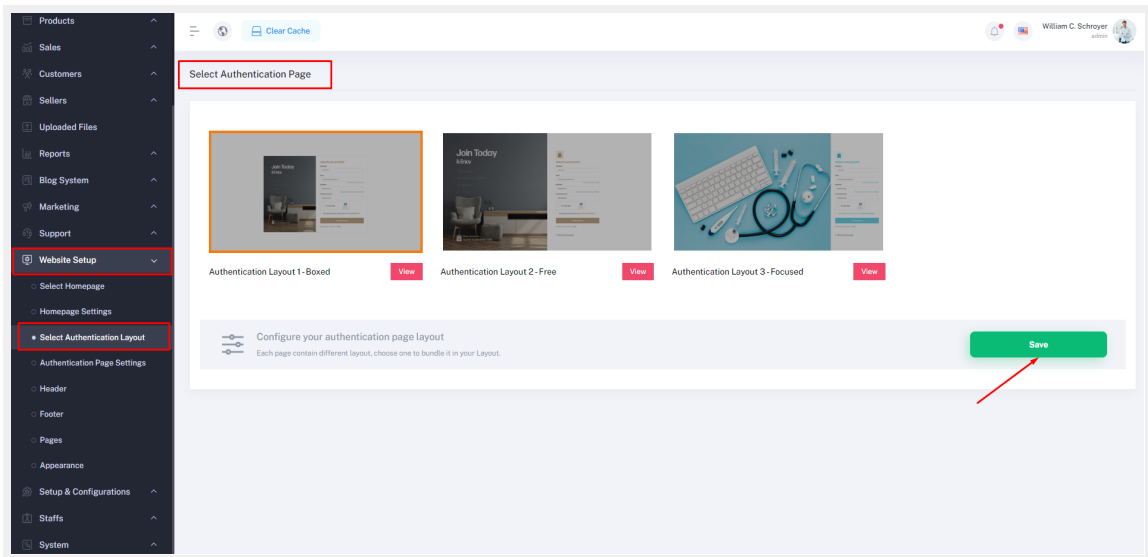 Products
Sales
Customers
Sellers
Uploaded Files
Reports
Blog System
Marketing
Support
Website Setup
Select Homepage
Homepage Settings
Select Authentication Layout
Authentication Page Settings
Header
Footer
Pages
Appearance
Setup & Configurations
Staffs
System
Clear Cache
William C. Schroyer
admin
Select Authentication Page
Join Today
Join Today
& Enjoy
Authentication Layout 1 - Boxed
View
Authentication Layout 2 - Free
View
Authentication Layout 3 - Focused
View
Configure your authentication page layout
Each page contain different layout, choose one to bundle it in your Layout.
Save